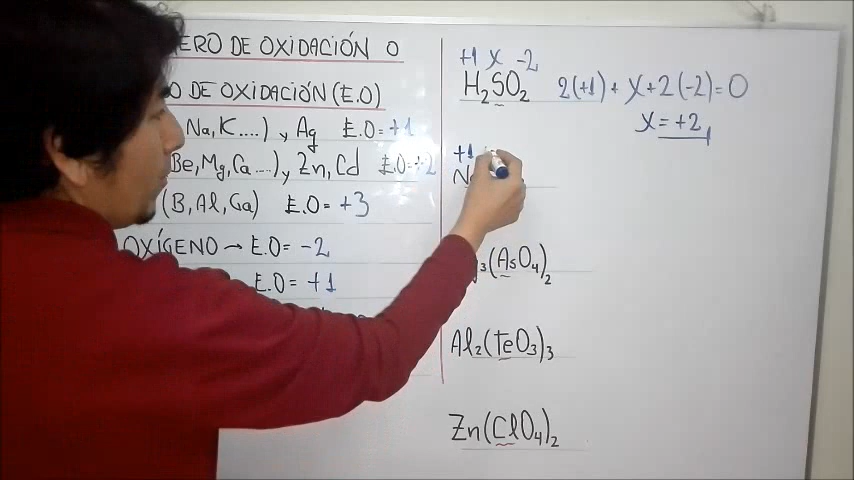 ERO DE OXIDACIÓN O
O DE OXIDACIÓN (E.O)
Na, K....) y Ag E.O = +1
Be, Mg, Ca...), y Zn, Cd E.O = +2
(B, Al, Ga) E.O = +3
OXÍGENO → E.O = -2
E.O = +1
+1 x -2
H₂SO₂ 2(+1) + x + 2(-2) = 0
x = +2
+1
₃(AsO₄)₂
Al₂(TeO₃)₃
Zn(ClO₄)₂